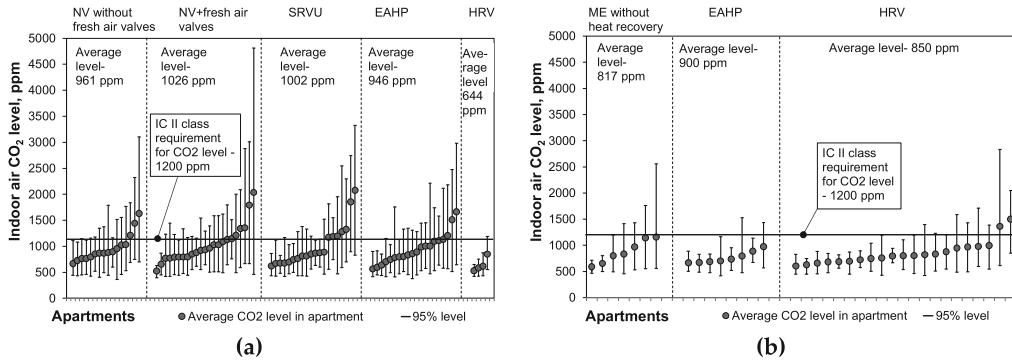 NV without
fresh air valves
NV+fresh air
valves
SRVU
EAHP
HRV
Indoor air CO₂ level, ppm
5000
4500
4000
3500
3000
2500
2000
1500
1000
500
0
Average
level-
961 ppm
Average
level-
1026 ppm
Average
level-
1002 ppm
Average
level-
946 ppm
Ave-
rage
level
644
ppm
IC II class
requirement
for CO2 level -
1200 ppm
Apartments
Average CO2 level in apartment
95% level
(a)
ME without
heat recovery
EAHP
HRV
Indoor air CO₂ level, ppm
5000
4500
4000
3500
3000
2500
2000
1500
1000
500
0
Average
level-
817 ppm
Average level-
900 ppm
Average level- 850 ppm
IC II class
requirement
for CO2 level
- 1200 ppm
Apartments
Average CO2 level in apartment
95% level
(b)